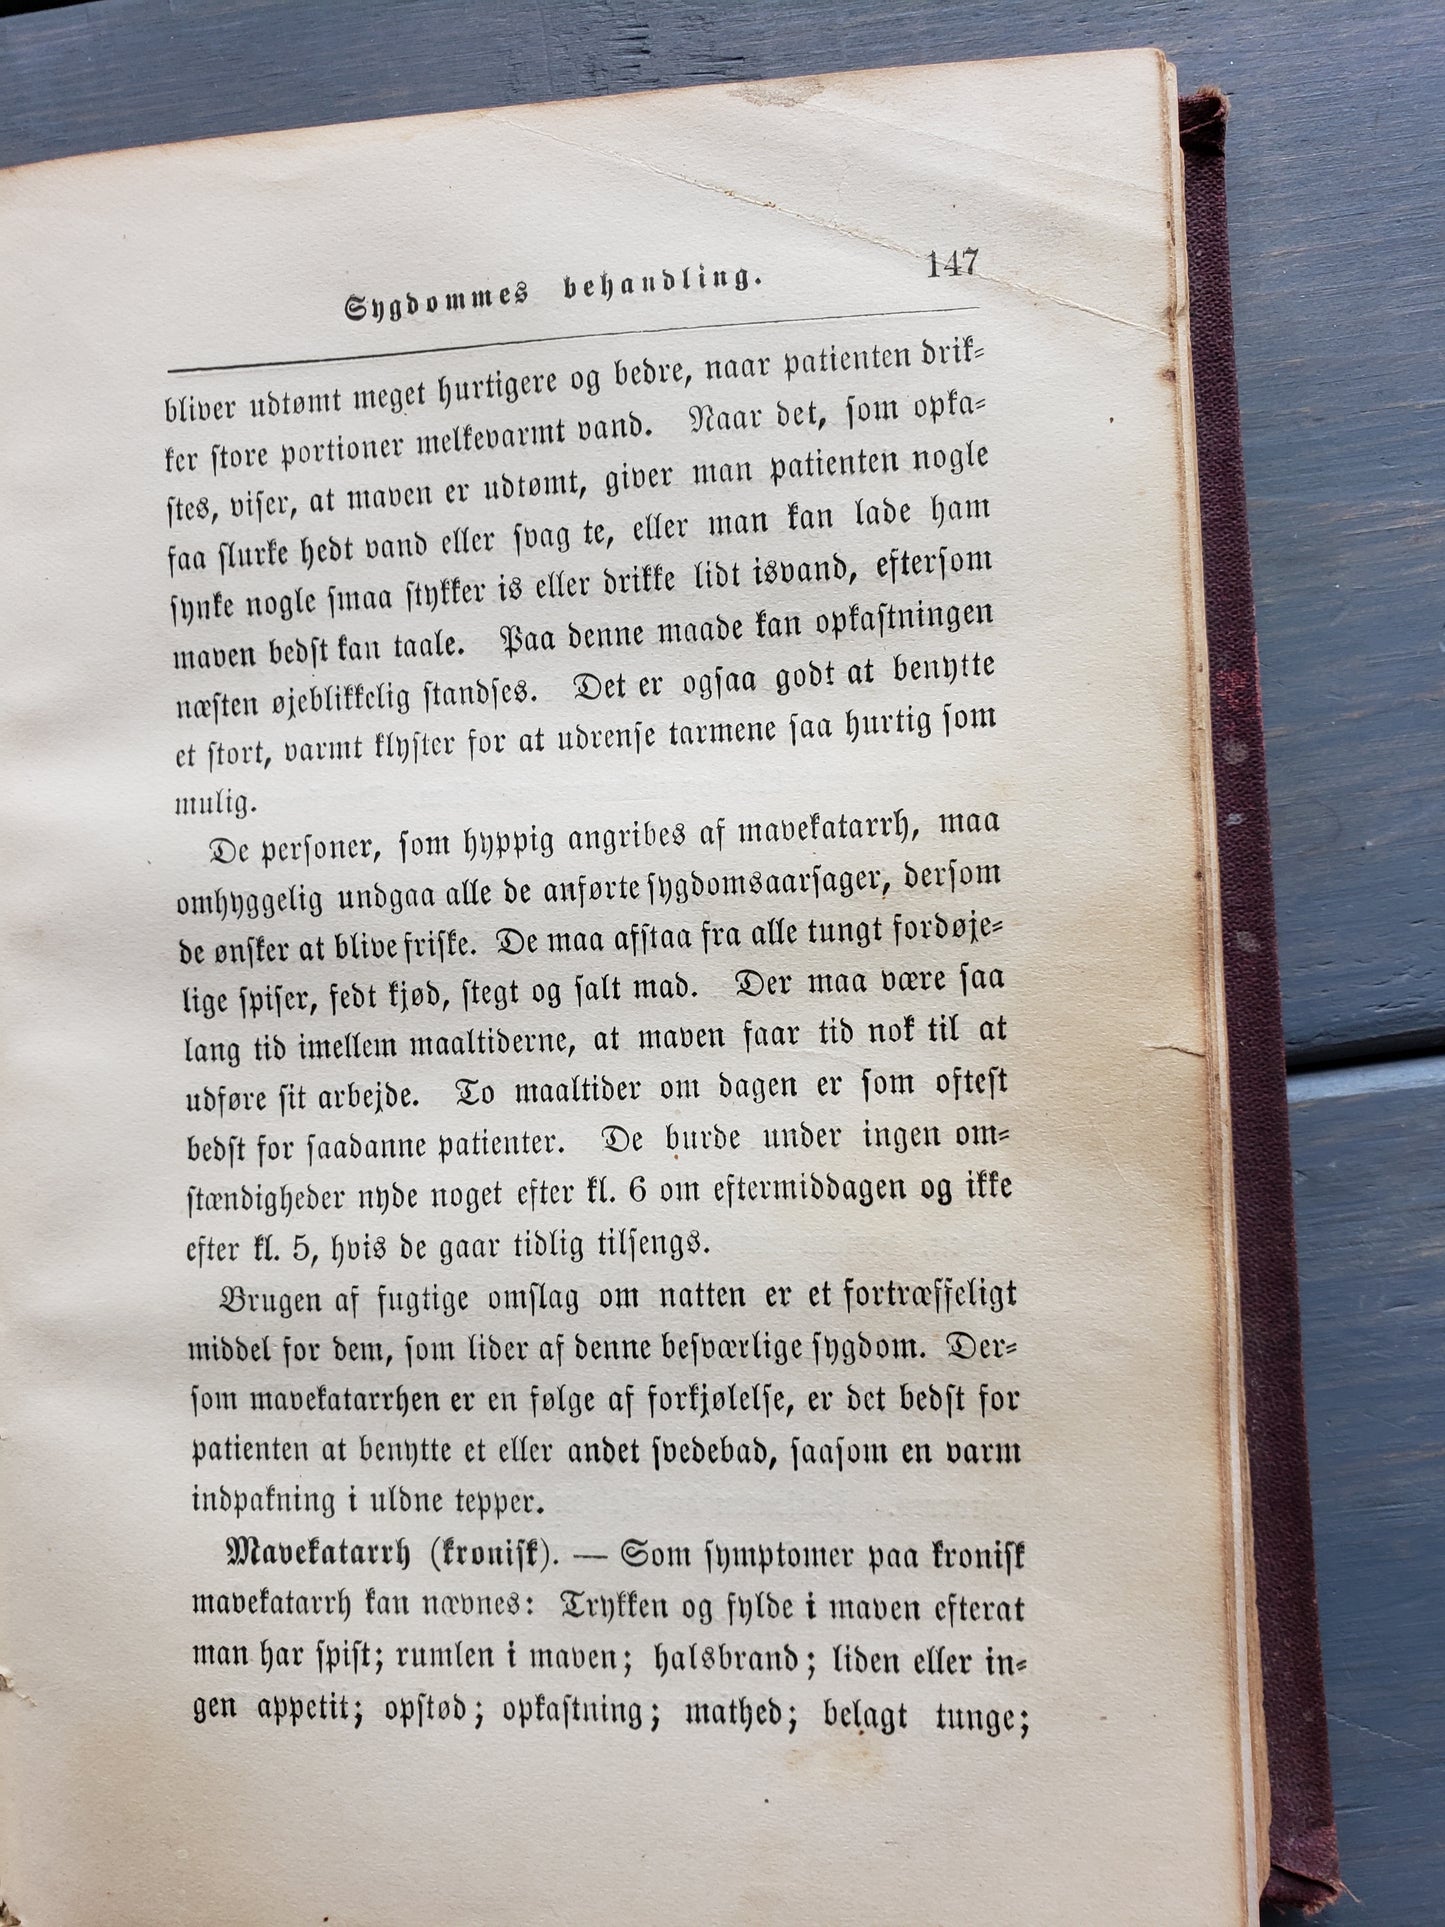 Sygdommes behandling. 147
bliver udtømt meget hurtigere og bedre, naar patienten drik-
ker store portioner melkevarmt vand. Naar det, som opka-
stes, viser, at maven er udtømt, giver man patienten nogle
faa slurke hedt vand eller svag te, eller man kan lade ham
synke nogle smaa stykker is eller drikke lidt isvand, eftersom
maven bedst kan taale. Paa denne maade kan opkastningen
næsten øjeblikkelig standses. Det er ogsaa godt at benytte
et stort, varmt klyster for at udrense tarmene saa hurtig som
mulig.
De personer, som hyppig angribes af mavekatarrh, maa
omhyggelig undgaa alle de anførte sygdomsaarsager, dersom
de ønsker at blive friske. De maa afstaa fra alle tungt fordøje-
lige spiser, fedt kjød, stegt og salt mad. Der maa være saa
lang tid imellem maaltiderne, at maven faar tid nok til at
udføre sit arbejde. To maaltider om dagen er som oftest
bedst for saadanne patienter. De burde under ingen om-
stændigheder nyde noget efter kl. 6 om eftermiddagen og ikke
efter kl. 5, hvis de gaar tidlig tilsengs.
Brugen af fugtige omslag om natten er et fortræffeligt
middel for dem, som lider af denne besværlige sygdom. Der-
som mavekatarrhen er en følge af forkjølelse, er det bedst for
patienten at benytte et eller andet svedebad, saasom en varm
indpakning i uldne tepper.
Mavekatarrh (kronisk). — Som symptomer paa kronisk
mavekatarrh kan nævnes: Trykken og fylde i maven efterat
man har spist; rumlen i maven; halsbrand; liden eller in-
gen appetit; opstød; opkastning; mathed; belagt tunge;